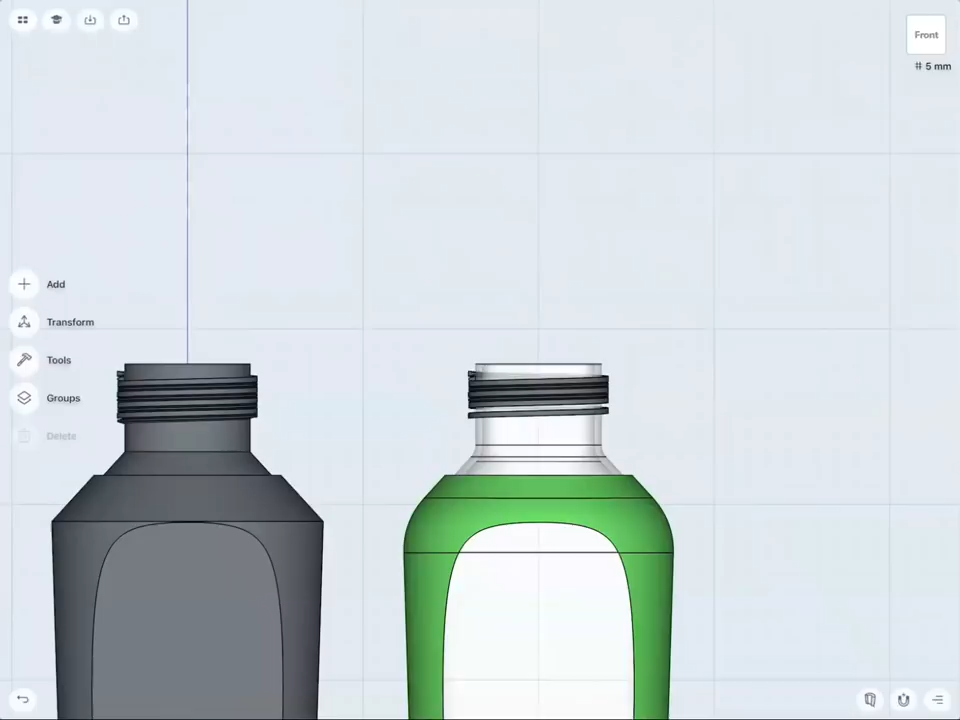 Front
# 5 mm
Add
Transform
Tools
Groups
Delete